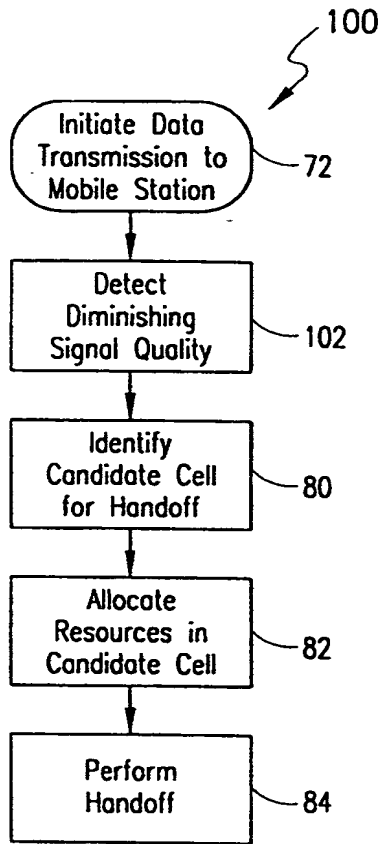 100
Initiate Data
Transmission to
Mobile Station
72
Detect
Diminishing
Signal Quality
102
Identify
Candidate Cell
for Handoff
80
Allocate
Resources in
Candidate Cell
82
Perform
Handoff
84